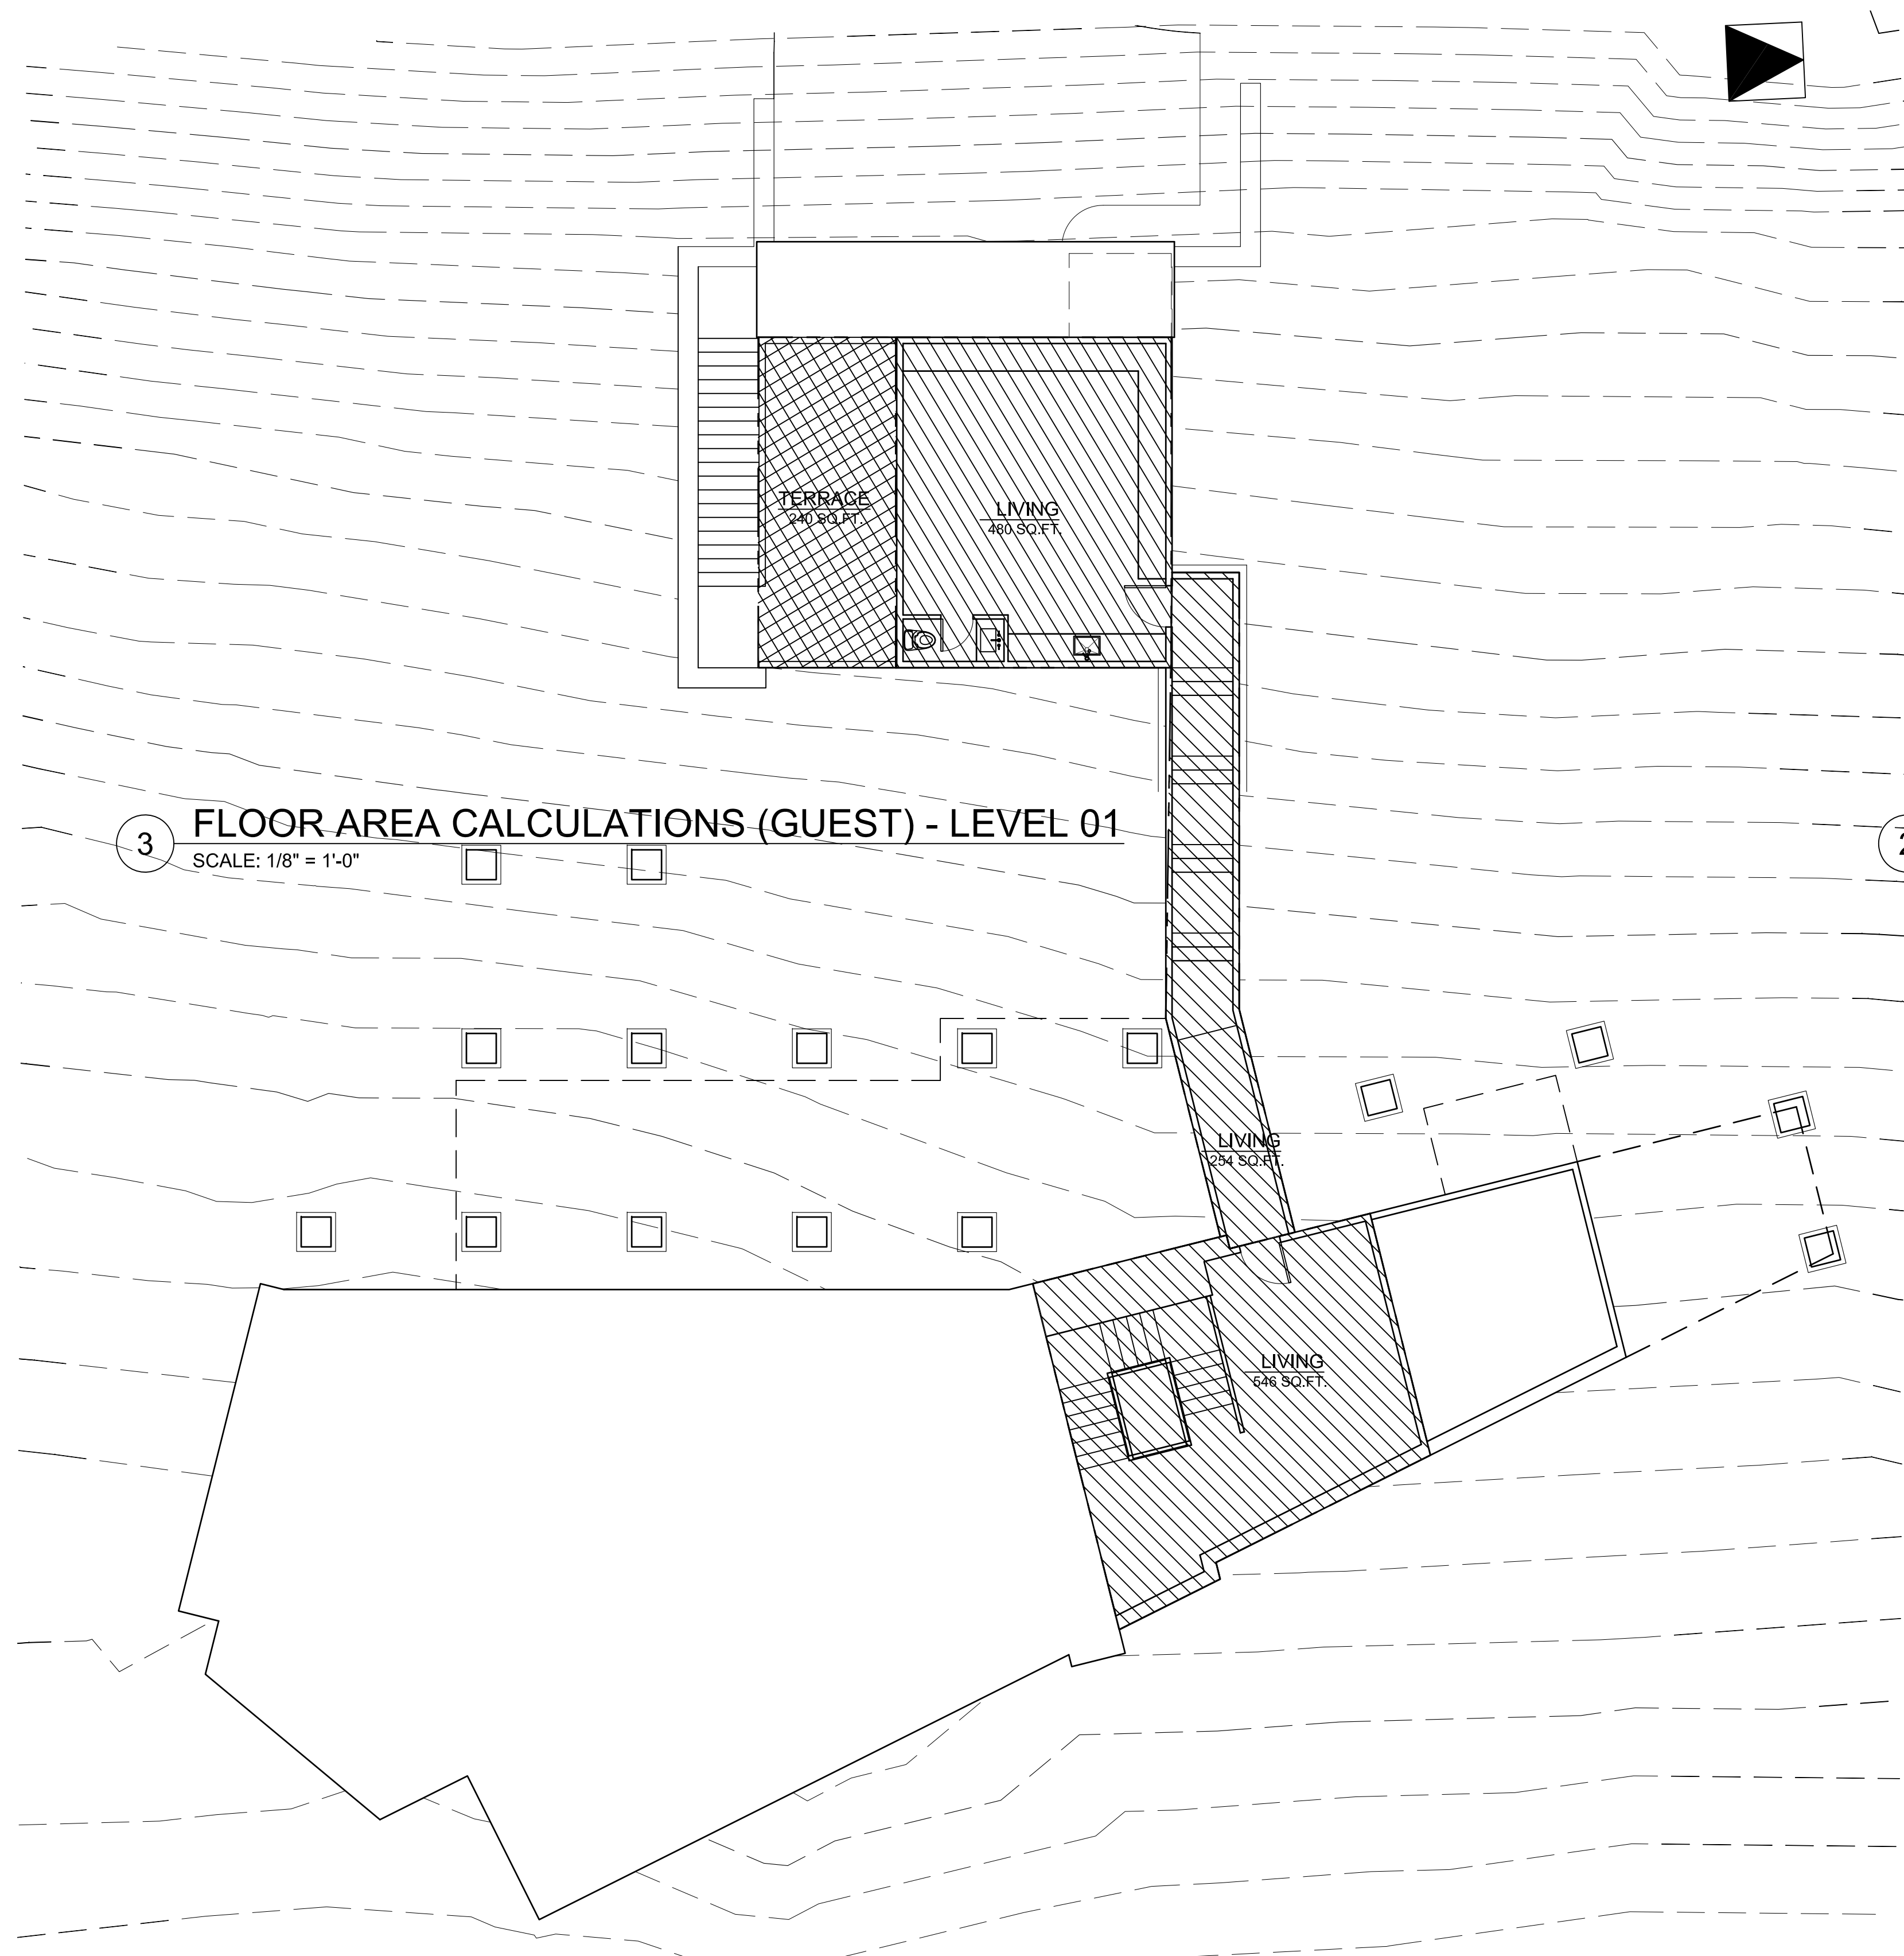 TERRACE
240 SQ.FT.
LIVING
480 SQ.FT.
3
FLOOR AREA CALCULATIONS (GUEST) - LEVEL 01
SCALE: 1/8" = 1'-0"
2
LIVING
254 SQ.FT.
LIVING
546 SQ.FT.